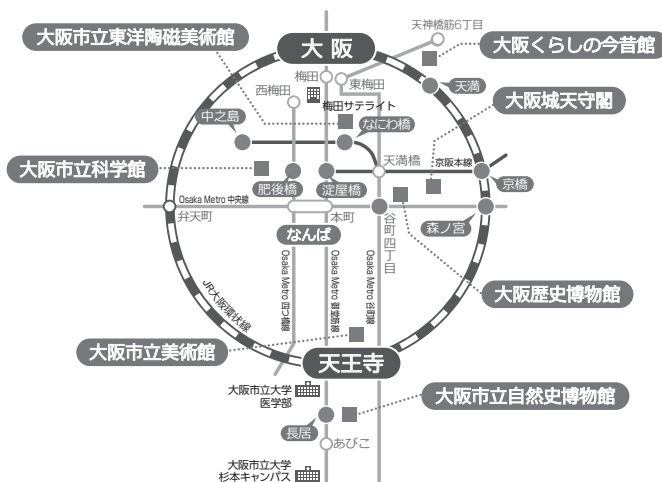 天神橋筋6丁目
大阪市立東洋陶磁美術館
大阪
大阪くらしの今昔館
梅田
東梅田
西梅田
天満
梅田サテライト
大阪城天守閣
中之島
なにわ橋
大阪市立科学館
天満橋
京阪本線
肥後橋
淀屋橋
京橋
Osaka Metro 中央線
弁天町
本町
谷町四丁目
森ノ宮
なんば
Osaka Metro 四つ橋線
Osaka Metro 御堂筋線
Osaka Metro 谷町線
大阪歴史博物館
JR大阪環状線
大阪市立美術館
天王寺
大阪市立大学
医学部
大阪市立自然史博物館
長居
あびこ
大阪市立大学
杉本キャンパス